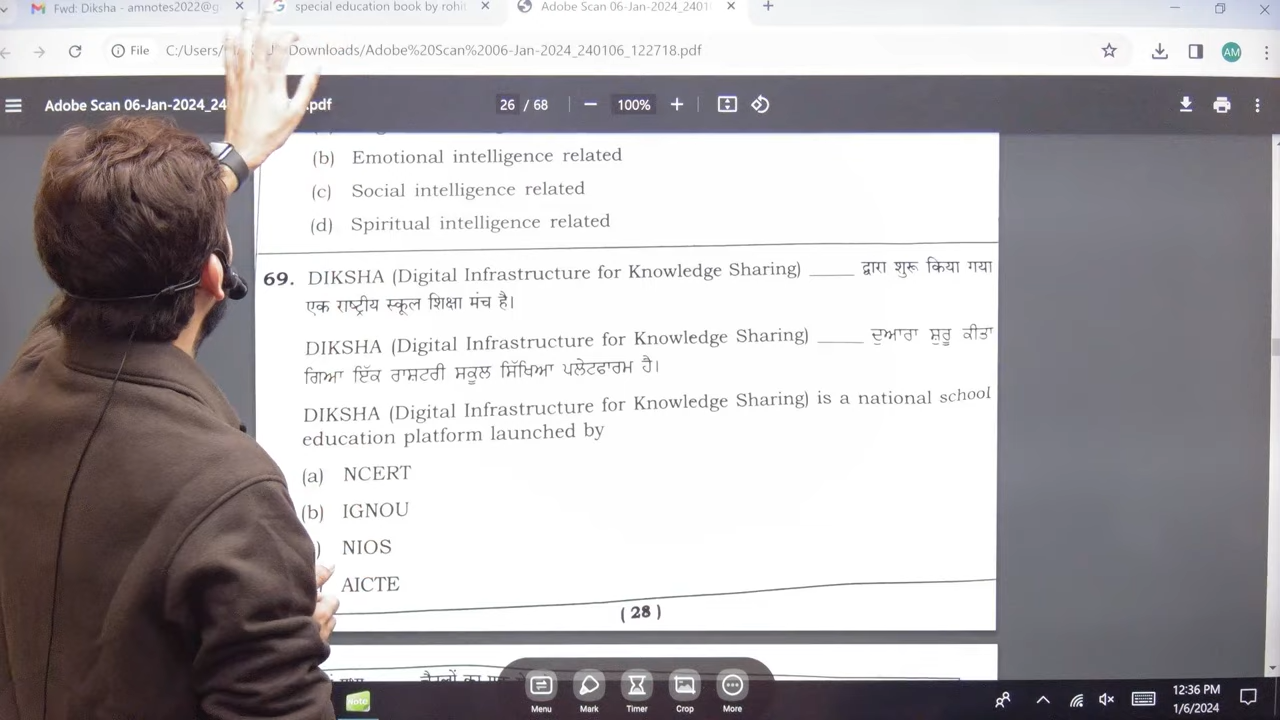 Fwd: Diksha - amnotes2022@g
special education book by rohit
Adobe Scan 06-Jan-2024_2401
File C:/Users/ Downloads/Adobe%20Scan%2006-Jan-2024_240106_122718.pdf
AM
Adobe Scan 06-Jan-2024_24 .pdf
26 / 68
100%
(b) Emotional intelligence related
(c) Social intelligence related
(d) Spiritual intelligence related
69. DIKSHA (Digital Infrastructure for Knowledge Sharing) _____ द्वारा शुरू किया गया
एक राष्ट्रीय स्कूल शिक्षा मंच है।
DIKSHA (Digital Infrastructure for Knowledge Sharing) _____ ਦੁਆਰਾ ਸ਼ੁਰੂ ਕੀਤਾ
ਗਿਆ ਇੱਕ ਰਾਸ਼ਟਰੀ ਸਕੂਲ ਸਿੱਖਿਆ ਪਲੇਟਫਾਰਮ ਹੈ।
DIKSHA (Digital Infrastructure for Knowledge Sharing) is a national school
education platform launched by
(a) NCERT
(b) IGNOU
) NIOS
AICTE
( 28 )
Note
Menu
Mark
Timer
Crop
More
12:36 PM
1/6/2024